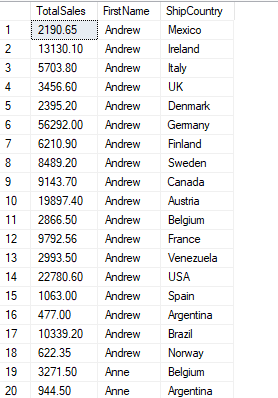 TotalSales FirstName ShipCountry
1 2190.65 Andrew Mexico
2 13130.10 Andrew Ireland
3 5703.80 Andrew Italy
4 3456.60 Andrew UK
5 2395.20 Andrew Denmark
6 56292.00 Andrew Germany
7 6210.90 Andrew Finland
8 8489.20 Andrew Sweden
9 9143.70 Andrew Canada
10 19897.40 Andrew Austria
11 2866.50 Andrew Belgium
12 9792.56 Andrew France
13 2993.50 Andrew Venezuela
14 22780.60 Andrew USA
15 1063.00 Andrew Spain
16 477.00 Andrew Argentina
17 10339.20 Andrew Brazil
18 622.35 Andrew Norway
19 3271.50 Anne Belgium
20 944.50 Anne Argentina